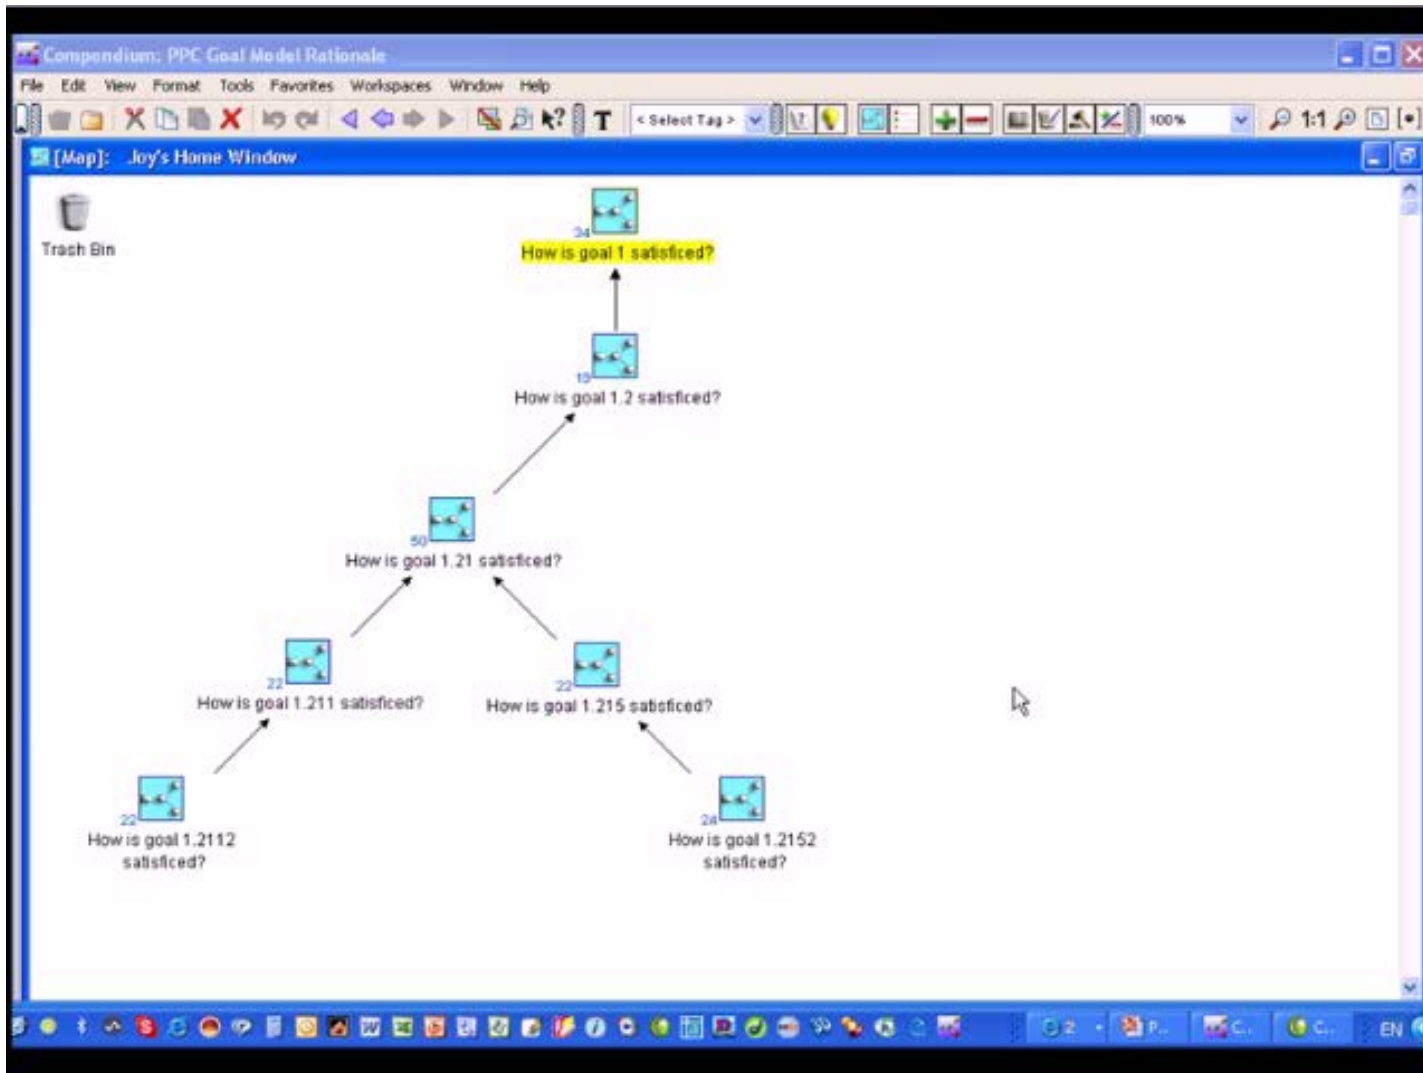 Compendium: PPC Goal Model Rationale
File Edit View Format Tools Favorites Workspaces Window Help
T < Select Tag > 100% 1:1
[Map]: Joy's Home Window
Trash Bin
34
How is goal 1 satisficed?
How is goal 1.2 satisficed?
50
How is goal 1.21 satisficed?
22
How is goal 1.211 satisficed?
22
How is goal 1.215 satisficed?
22
How is goal 1.2112
satisficed?
24
How is goal 1.2152
satisficed?
2 P... C... C... EN